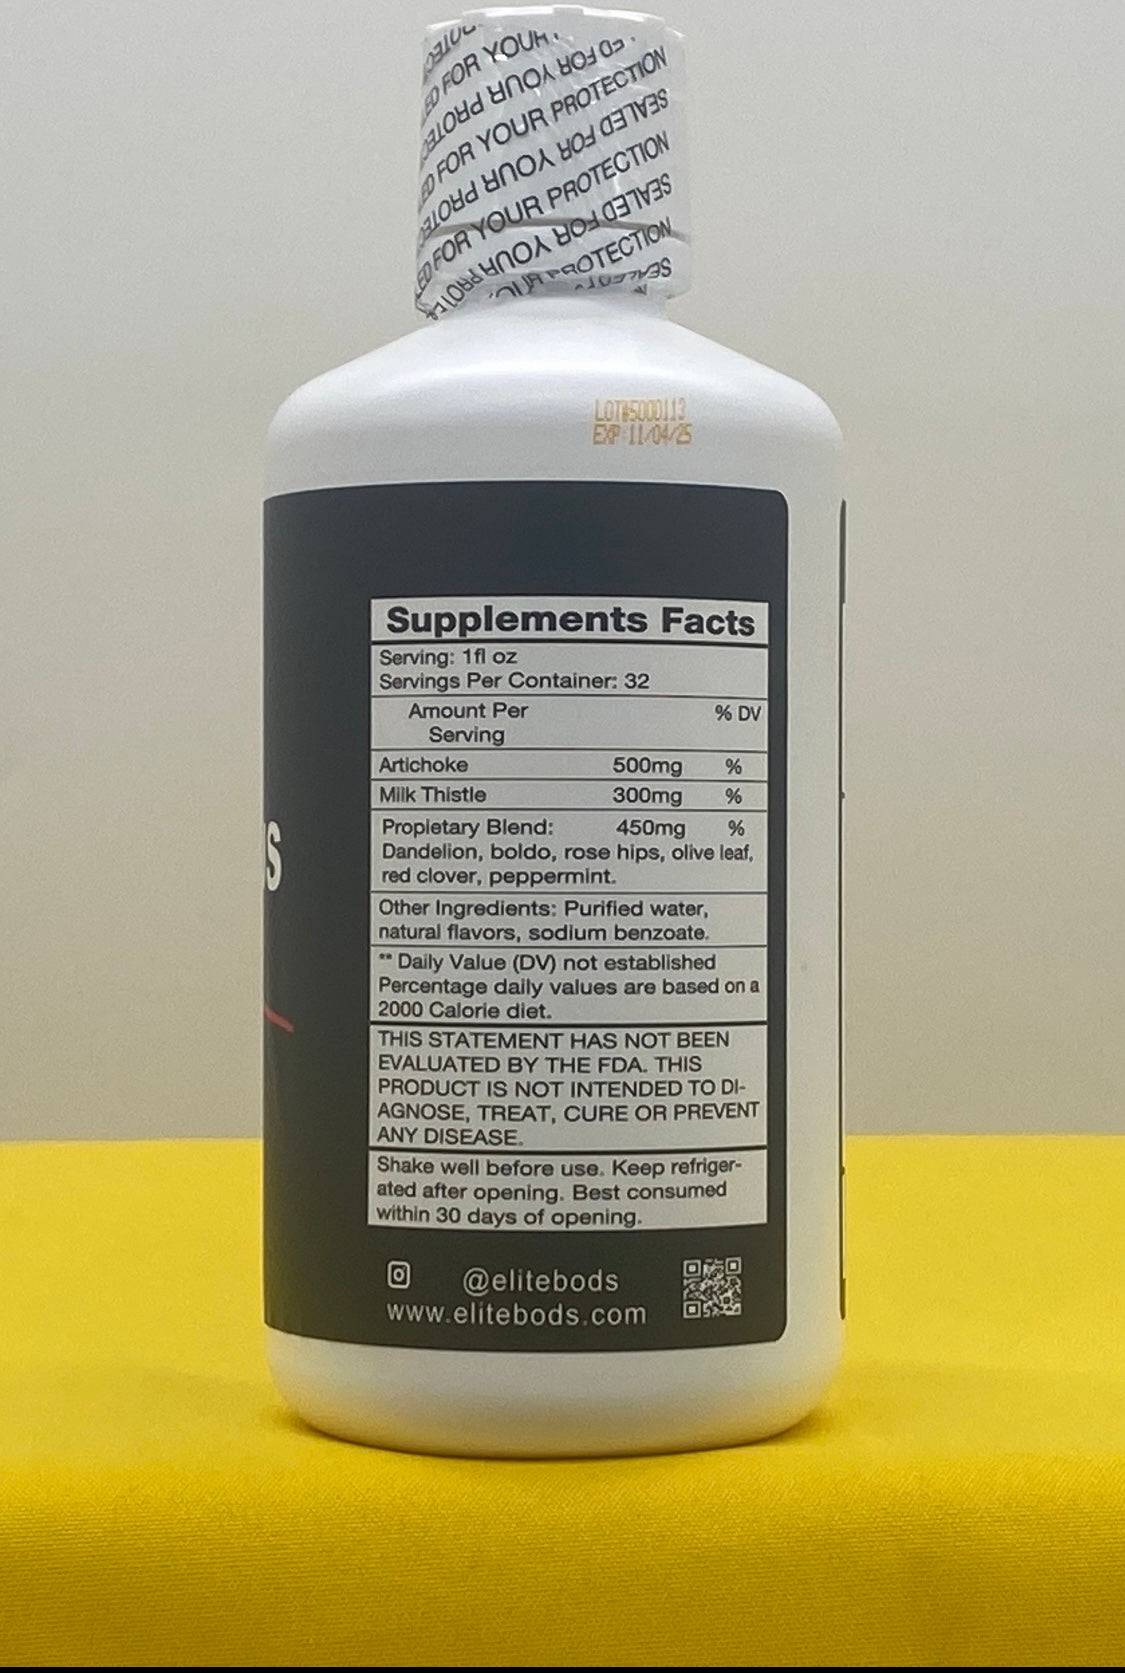 SEALED FOR YOUR PROTECTION
SEALED FOR YOUR PROTECTION
SEALED FOR YOUR PROTECTION
LOT#5000113
EXP:11/04/25
Supplements Facts
Serving: 1fl oz
Servings Per Container: 32
Amount Per % DV
Serving
Artichoke 500mg %
Milk Thistle 300mg %
Propietary Blend: 450mg %
Dandelion, boldo, rose hips, olive leaf,
red clover, peppermint.
Other Ingredients: Purified water,
natural flavors, sodium benzoate.
** Daily Value (DV) not established
Percentage daily values are based on a
2000 Calorie diet.
THIS STATEMENT HAS NOT BEEN
EVALUATED BY THE FDA. THIS
PRODUCT IS NOT INTENDED TO DI-
AGNOSE, TREAT, CURE OR PREVENT
ANY DISEASE.
Shake well before use. Keep refriger-
ated after opening. Best consumed
within 30 days of opening.
@elitebods
www.elitebods.com